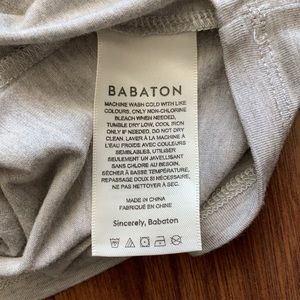 BABATON
MACHINE WASH COLD WITH LIKE
COLOURS, ONLY NON-CHLORINE
BLEACH WHEN NEEDED,
TUMBLE DRY LOW, COOL IRON
ONLY IF NEEDED, DO NOT DRY
CLEAN. LAVER À LA MACHINE À
L'EAU FROIDE AVEC COULEURS
SEMBLABLES, UTILISER
SEULEMENT UN JAVELLISANT
SANS CHLORE AU BESOIN,
SÉCHER À BASSE TEMPÉRATURE,
REPASSAGE DOUX SI NÉCESSAIRE,
NE PAS NETTOYER À SEC.
MADE IN CHINA
FABRIQUÉ EN CHINE
Sincerely, Babaton